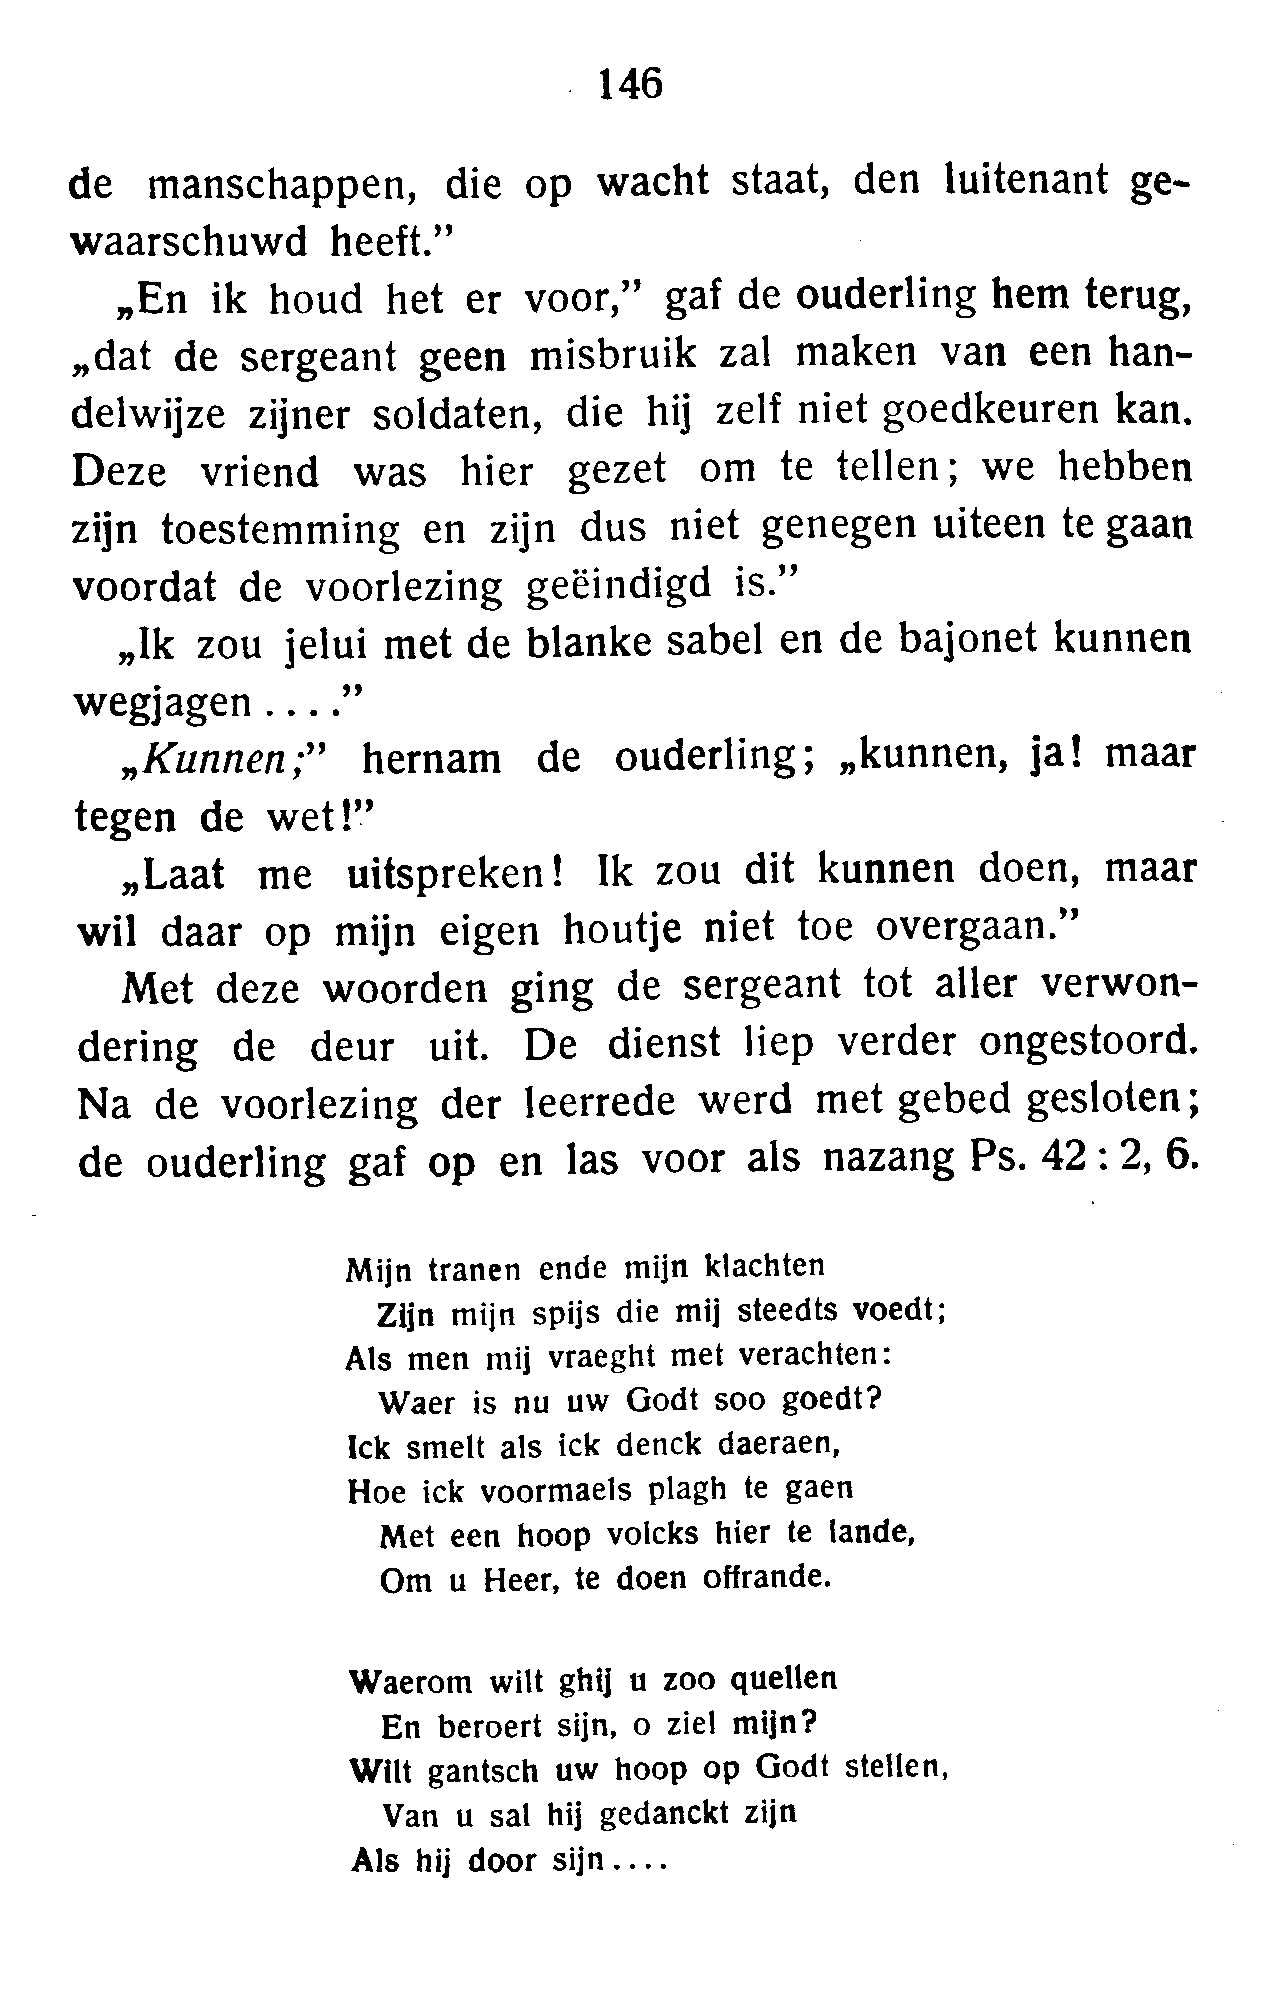 146
de manschappen, die op wacht staat, den luitenant ge-
waarschuwd heeft.”
„En ik houd het er voor,” gaf de ouderling hem terug,
„dat de sergeant geen misbruik zal maken van een han-
delwijze zijner soldaten, die hij zelf niet goedkeuren kan.
Deze vriend was hier gezet om te tellen; we hebben
zijn toestemming en zijn dus niet genegen uiteen te gaan
voordat de voorlezing geëindigd is.”
„Ik zou jelui met de blanke sabel en de bajonet kunnen
wegjagen . . . .”
„Kunnen;” hernam de ouderling; „kunnen, ja! maar
tegen de wet!”
„Laat me uitspreken! Ik zou dit kunnen doen, maar
wil daar op mijn eigen houtje niet toe overgaan.”
Met deze woorden ging de sergeant tot aller verwon-
dering de deur uit. De dienst liep verder ongestoord.
Na de voorlezing der leerrede werd met gebed gesloten;
de ouderling gaf op en las voor als nazang Ps. 42 : 2, 6.
Mijn tranen ende mijn klachten
Zijn mijn spijs die mij steedts voedt;
Als men mij vraeght met verachten:
Waer is nu uw Godt soo goedt?
Ick smelt als ick denck daeraen,
Hoe ick voormaels plagh te gaen
Met een hoop volcks hier te lande,
Om u Heer, te doen offrande.
Waerom wilt ghij u zoo quellen
En beroert sijn, o ziel mijn?
Wilt gantsch uw hoop op Godt stellen,
Van u sal hij gedanckt zijn
Als hij door sijn . . . .